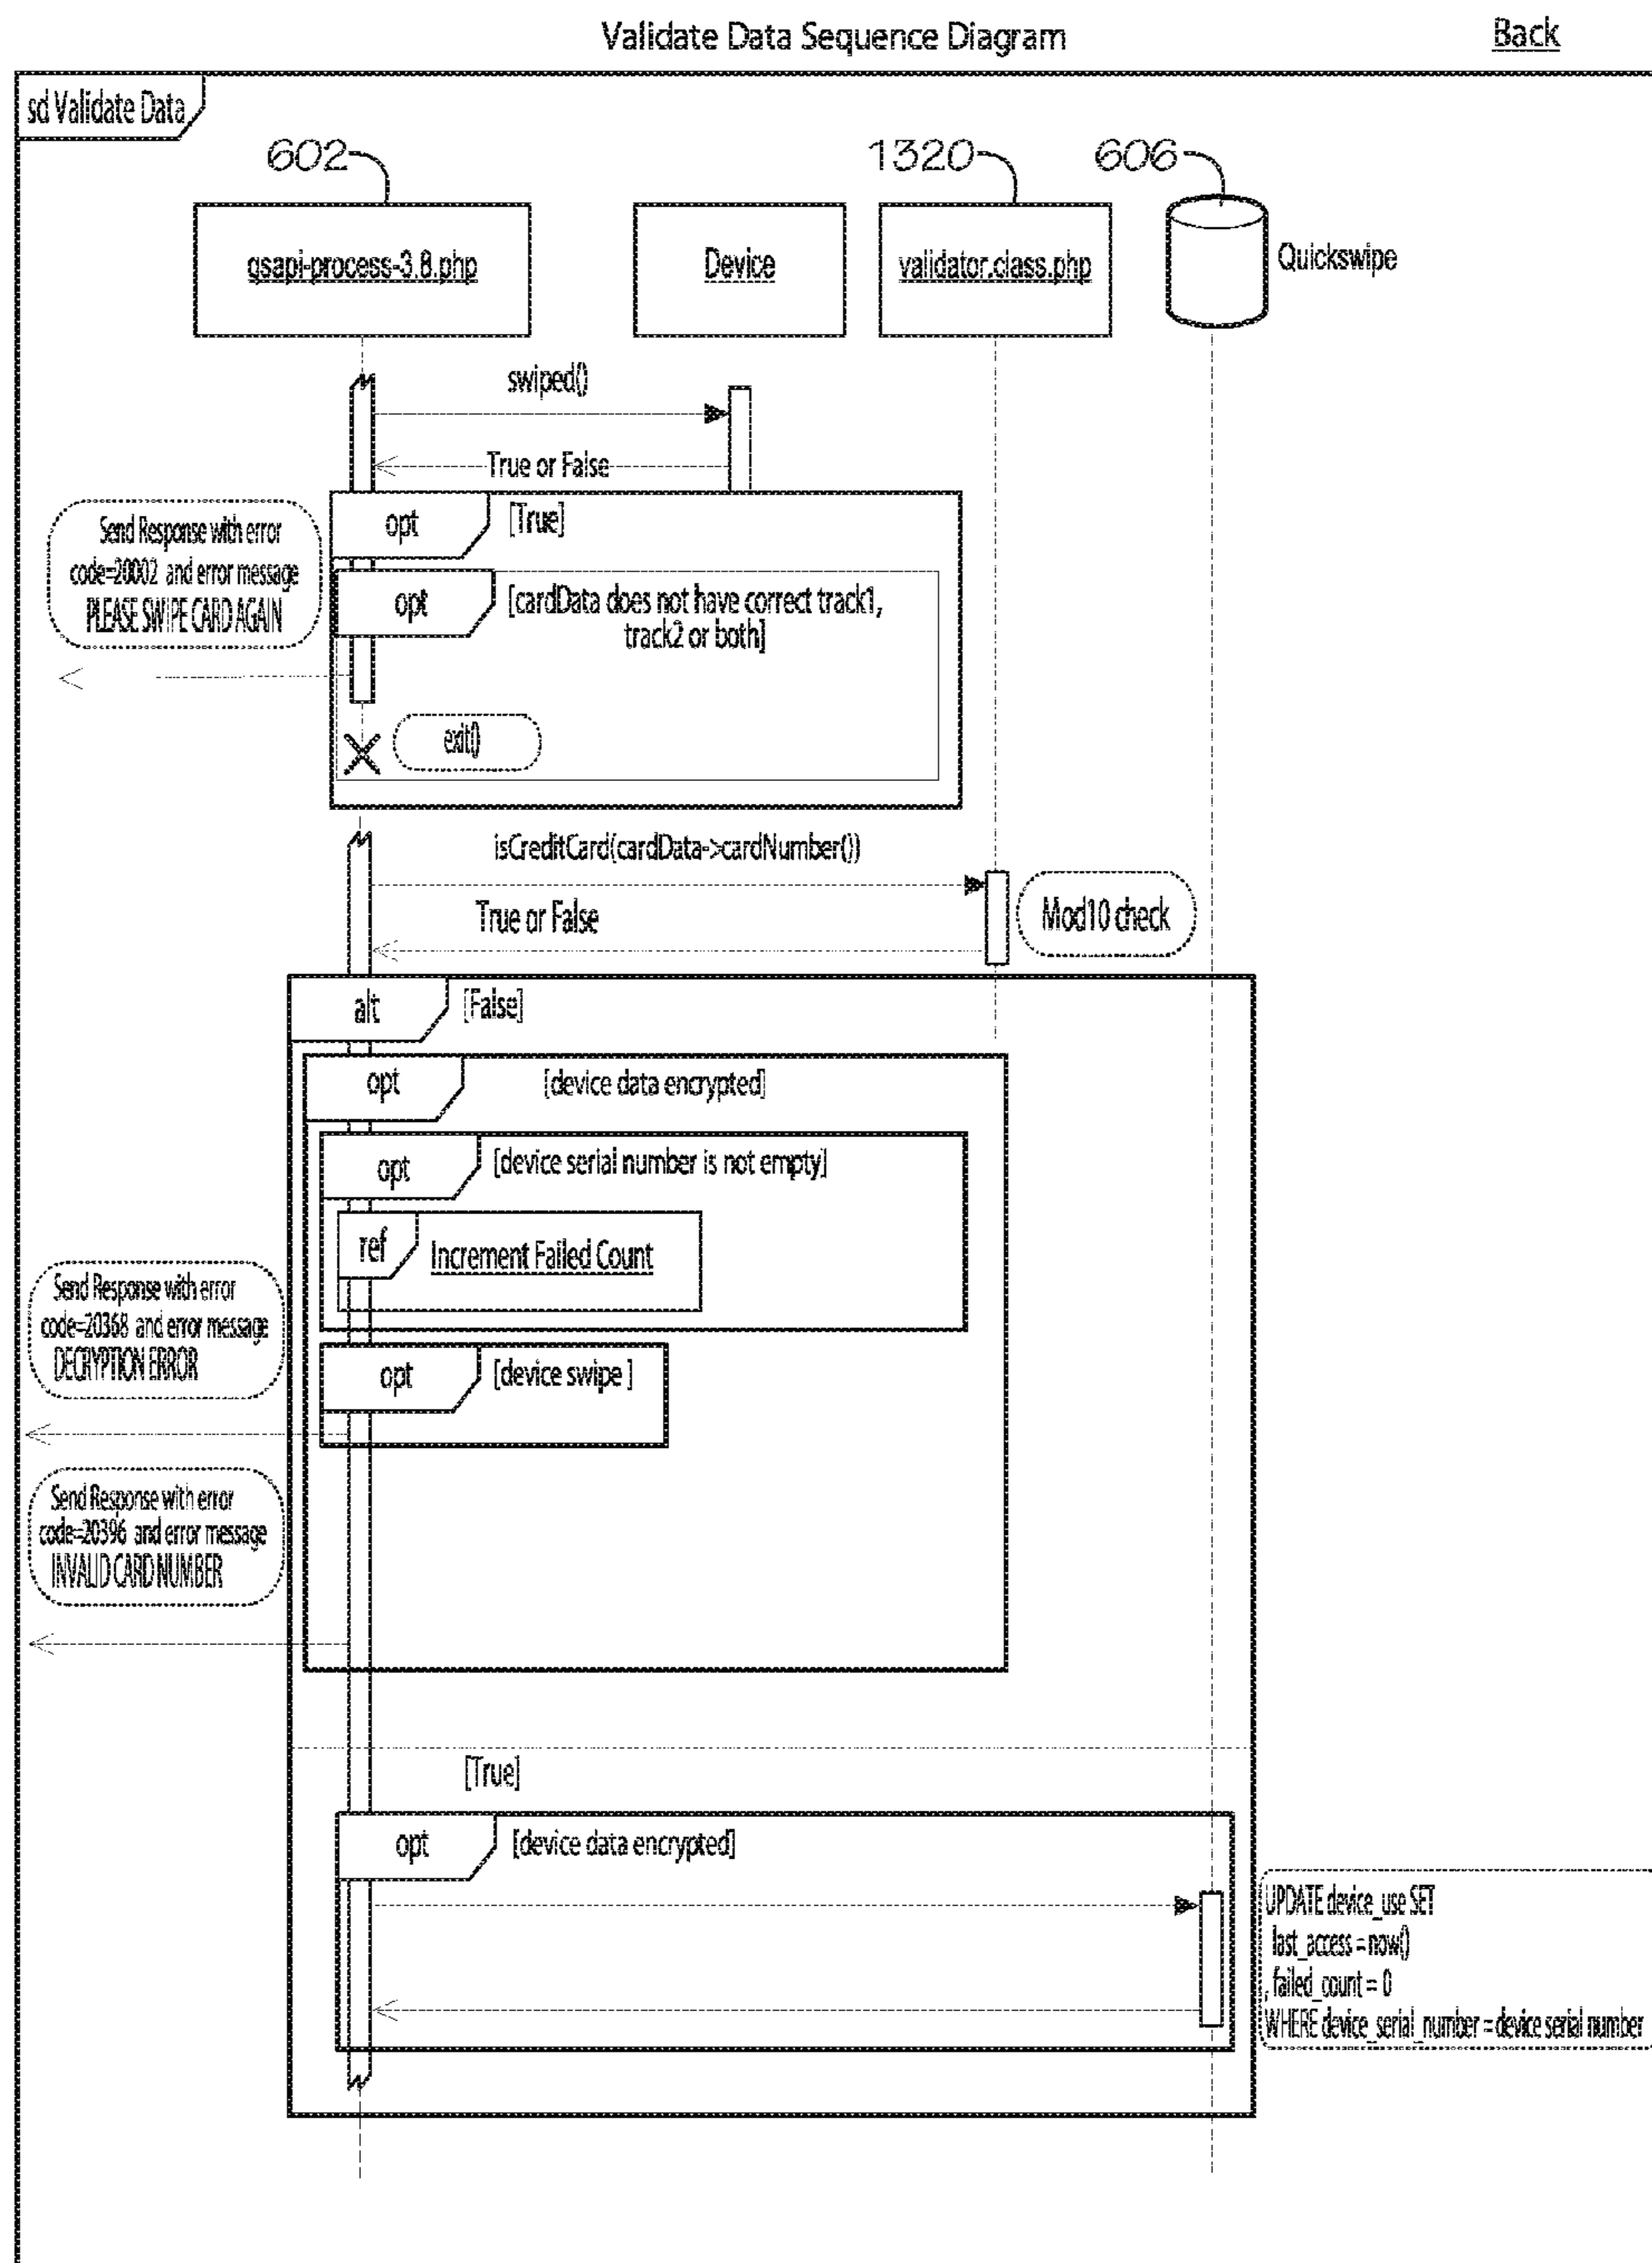 Validate Data Sequence Diagram
Back
sd Validate Data
602
1320
606
qsapi-process-3.8.php
Device
validator.class.php
Quickswipe
swiped()
True or False
opt
[True]
Send Response with error
code=20002 and error message
PLEASE SWIPE CARD AGAIN
opt
[cardData does not have correct track1,
track2 or both]
exit()
isCreditCard(cardData->cardNumber())
True or False
Mod10 check
alt
[False]
opt
[device data encrypted]
opt
[device serial number is not empty]
ref
Increment Failed Count
Send Response with error
code=20368 and error message
DECRYPTION ERROR
opt
[device swipe ]
Send Response with error
code=20396 and error message
INVALID CARD NUMBER
[True]
opt
[device data encrypted]
UPDATE device_use SET
last_access = now()
, failed_count = 0
WHERE device_serial_number = device serial number